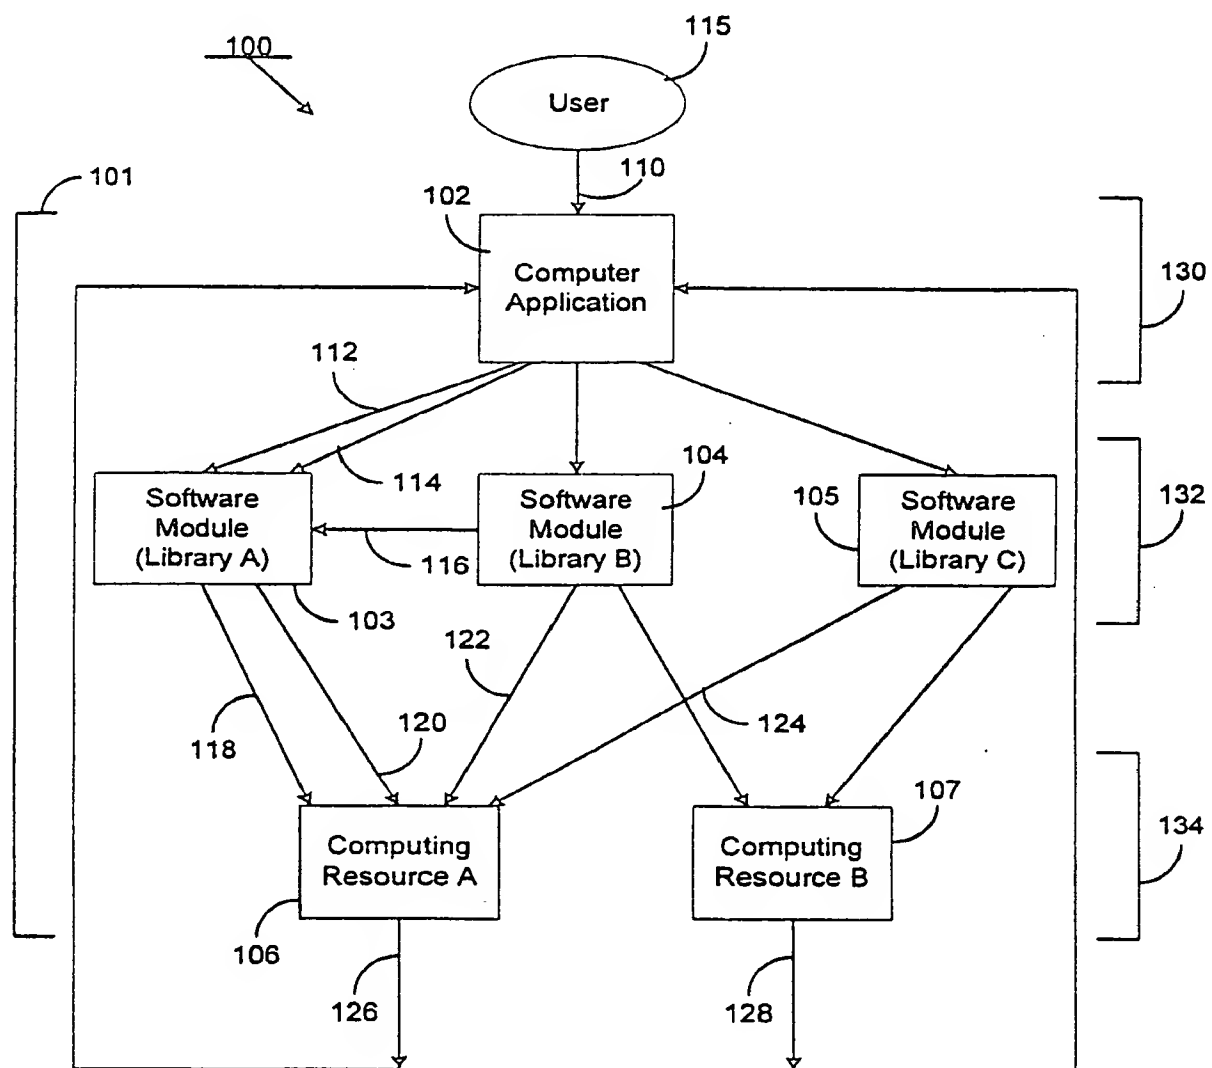 100
115
User
110
101
102
Computer
Application
130
112
114
104
105
132
Software
Module
(Library A)
Software
Module
(Library B)
Software
Module
(Library C)
116
103
122
118
120
124
107
134
Computing
Resource A
Computing
Resource B
106
126
128